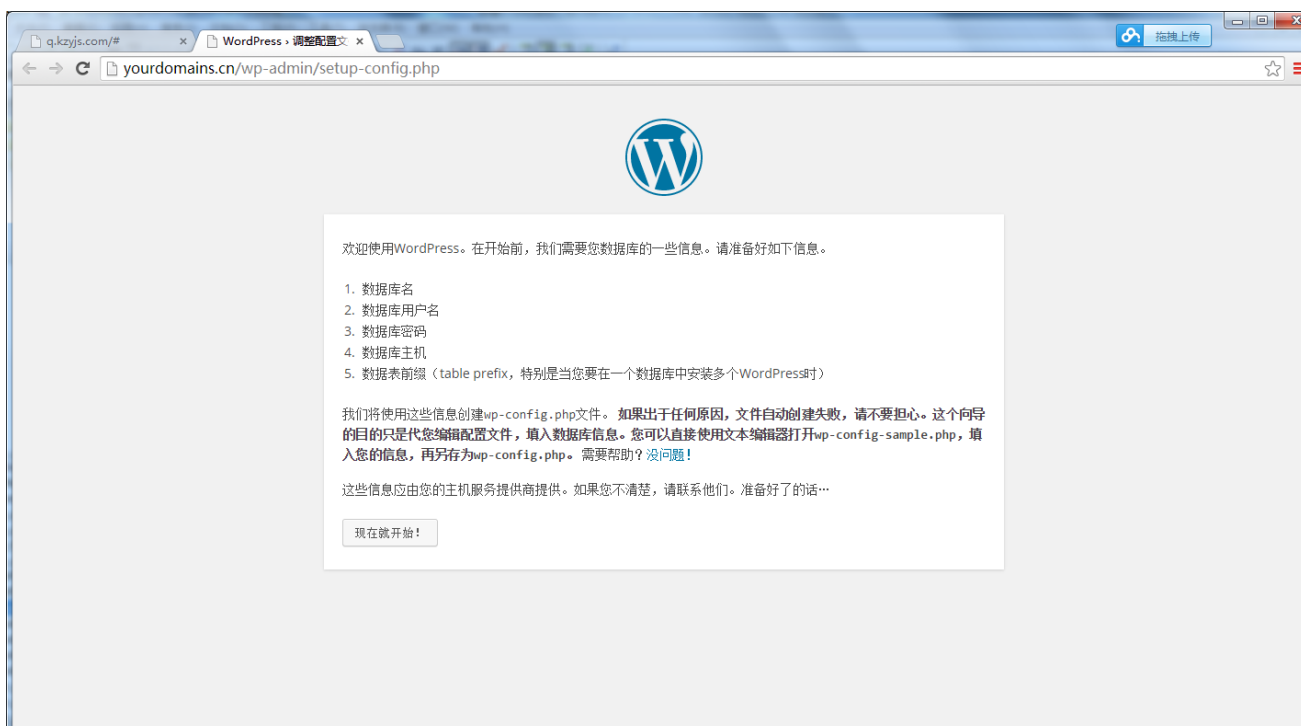 q.kzyjs.com/#
WordPress › 调整配置文
拖拽上传
yourdomains.cn/wp-admin/setup-config.php
欢迎使用WordPress。在开始前，我们需要您数据库的一些信息。请准备好如下信息。
1. 数据库名
2. 数据库用户名
3. 数据库密码
4. 数据库主机
5. 数据表前缀（table prefix，特别是当您要在一个数据库中安装多个WordPress时）
我们将使用这些信息创建wp-config.php文件。 如果出于任何原因，文件自动创建失败，请不要担心。这个向导
的目的只是代您编辑配置文件，填入数据库信息。您可以直接使用文本编辑器打开wp-config-sample.php，填
入您的信息，再另存为wp-config.php。 需要帮助？没问题！
这些信息应由您的主机服务提供商提供。如果您不清楚，请联系他们。准备好了的话…
现在就开始！